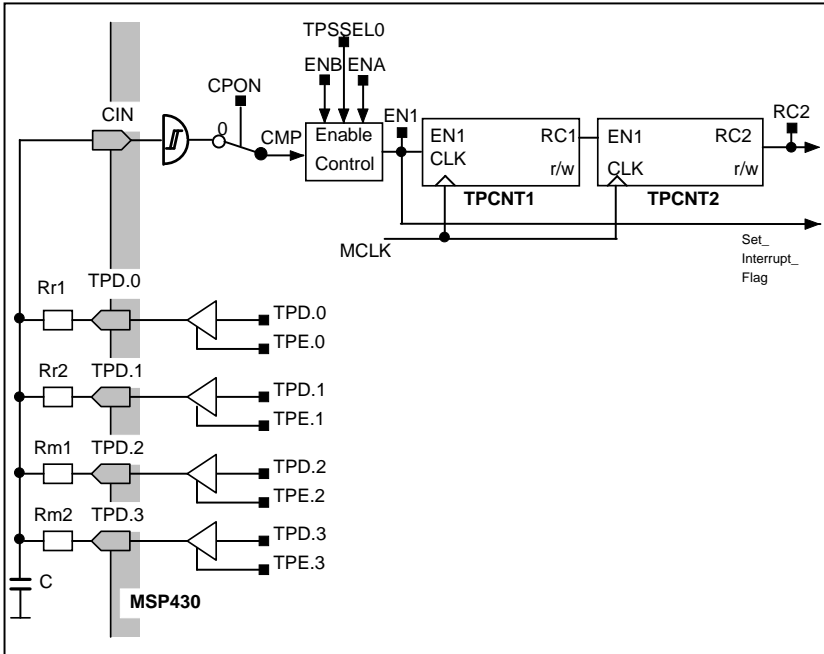 TPSSEL0
ENB ENA
CPON
CIN
0
CMP
Enable
Control
EN1
EN1
CLK
RC1
r/w
TPCNT1
EN1
CLK
RC2
r/w
TPCNT2
RC2
MCLK
Set_
Interrupt_
Flag
Rr1
TPD.0
TPD.0
TPE.0
Rr2
TPD.1
TPD.1
TPE.1
Rm1
TPD.2
TPD.2
TPE.2
Rm2
TPD.3
TPD.3
TPE.3
C
MSP430